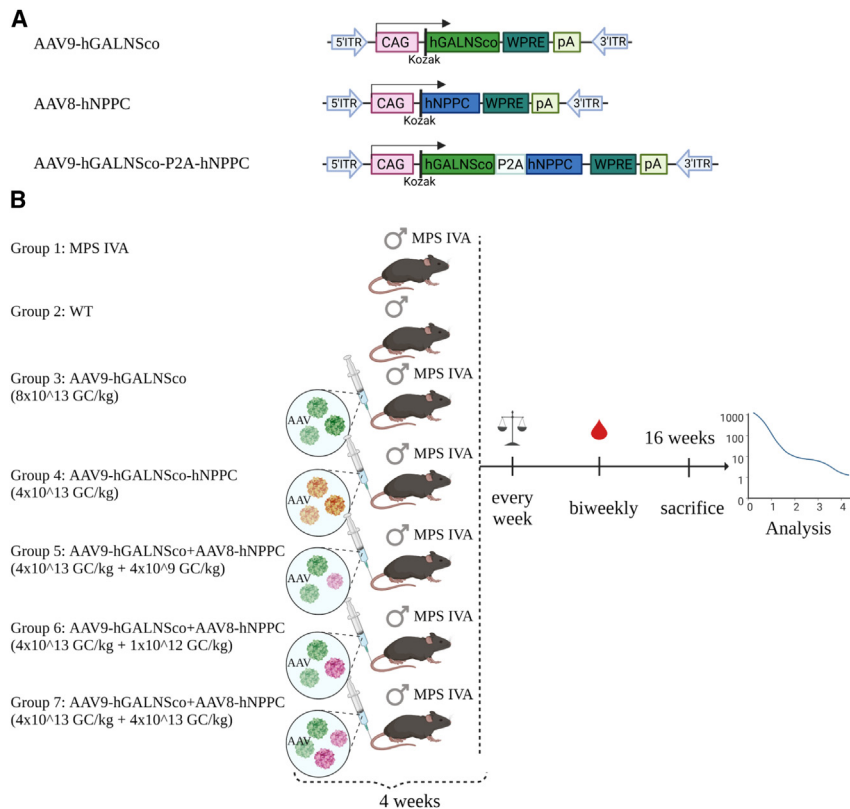 A
AAV9-hGALNSco
5'ITR CAG hGALNSco WPRE pA 3'ITR
Kozak
AAV8-hNPPC
5'ITR CAG hNPPC WPRE pA 3'ITR
Kozak
AAV9-hGALNSco-P2A-hNPPC
5'ITR CAG hGALNSco P2A hNPPC WPRE pA 3'ITR
Kozak
B
Group 1: MPS IVA
MPS IVA
Group 2: WT
Group 3: AAV9-hGALNSco
(8x10^13 GC/kg)
MPS IVA
AAV
Group 4: AAV9-hGALNSco-hNPPC
(4x10^13 GC/kg)
MPS IVA
AAV
Group 5: AAV9-hGALNSco+AAV8-hNPPC
(4x10^13 GC/kg + 4x10^9 GC/kg)
MPS IVA
AAV
Group 6: AAV9-hGALNSco+AAV8-hNPPC
(4x10^13 GC/kg + 1x10^12 GC/kg)
MPS IVA
AAV
Group 7: AAV9-hGALNSco+AAV8-hNPPC
(4x10^13 GC/kg + 4x10^13 GC/kg)
MPS IVA
AAV
4 weeks
every
week
biweekly
16 weeks
sacrifice
1000
100
10
1
0
0 1 2 3 4
Analysis